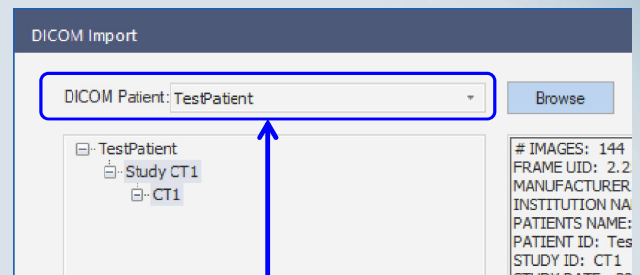 DICOM Import
DICOM Patient: TestPatient
Browse
TestPatient
Study CT1
CT1
# IMAGES: 144
FRAME UID: 2.2
MANUFACTURER
INSTITUTION NA
PATIENTS NAME:
PATIENT ID: Tes
STUDY ID: CT1